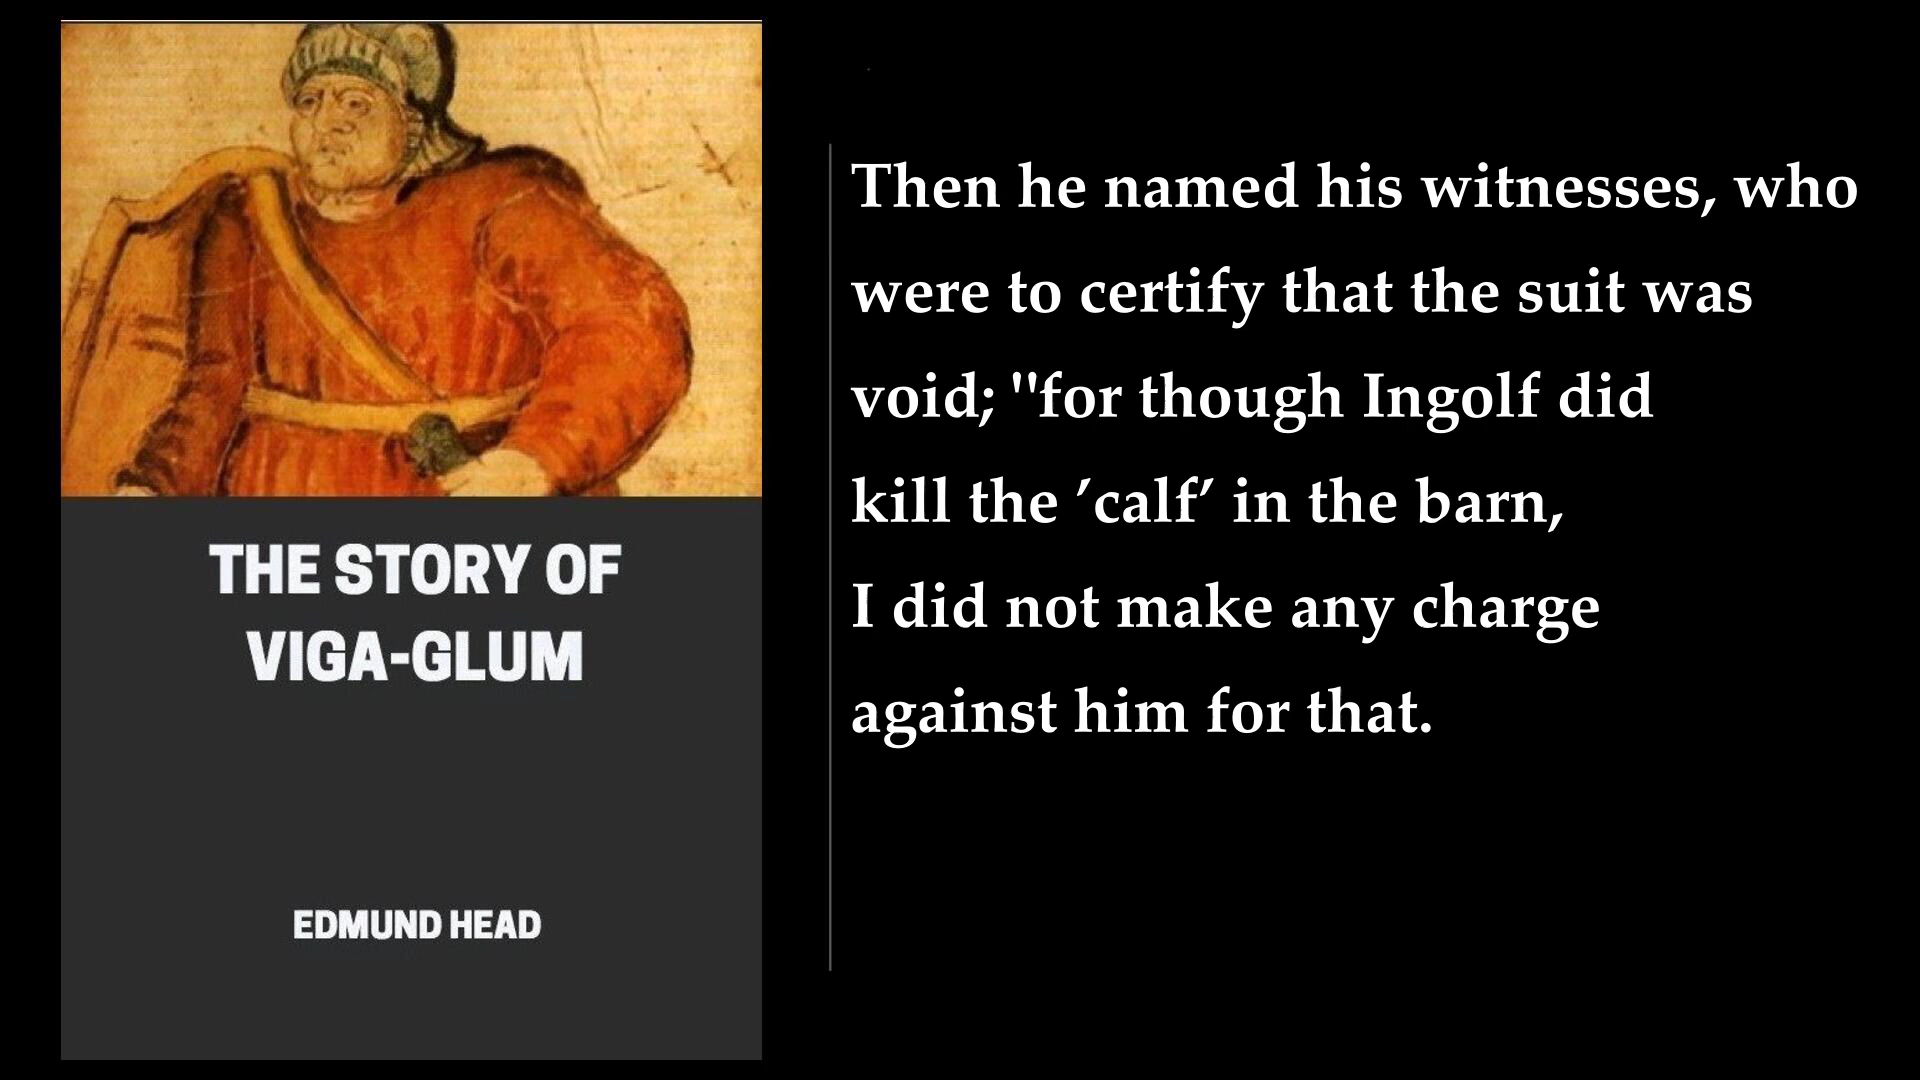 THE STORY OF
VIGA-GLUM
EDMUND HEAD
Then he named his witnesses, who
were to certify that the suit was
void; "for though Ingolf did
kill the ’calf’ in the barn,
I did not make any charge
against him for that.